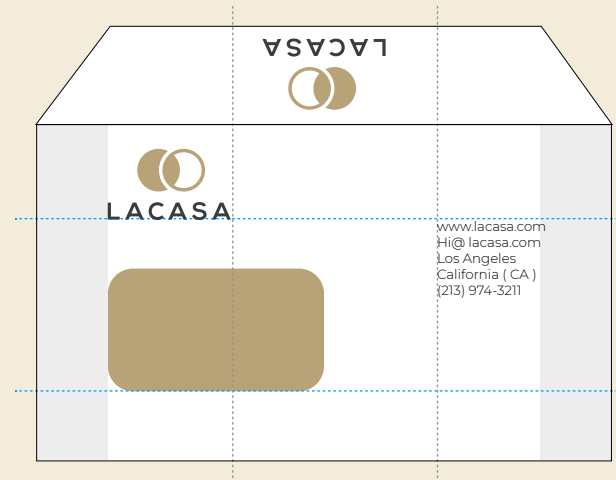 LACASA
LACASA
www.lacasa.com
Hi@ lacasa.com
Los Angeles
California ( CA )
(213) 974-3211